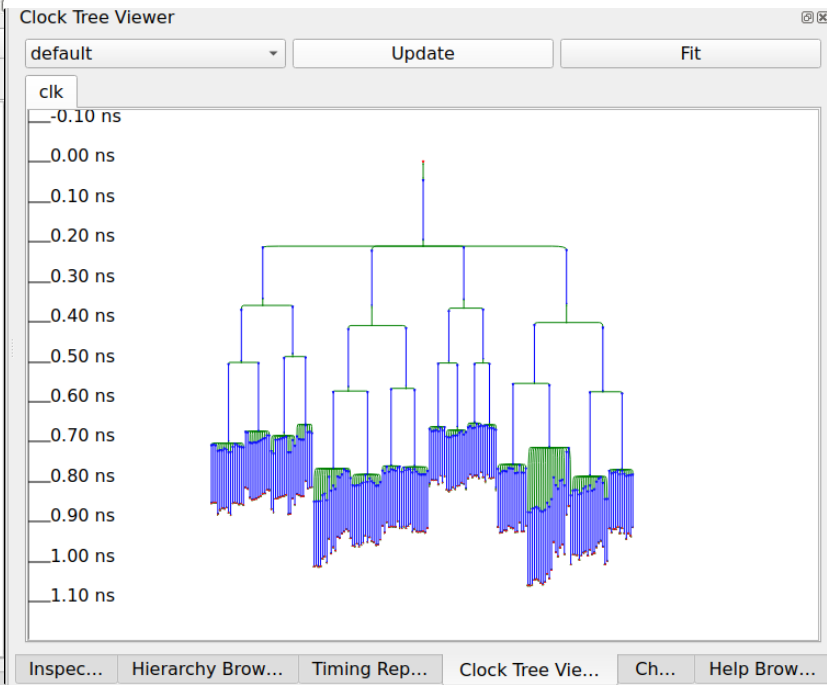 Clock Tree Viewer
default
Update
Fit
clk
-0.10 ns
0.00 ns
0.10 ns
0.20 ns
0.30 ns
0.40 ns
0.50 ns
0.60 ns
0.70 ns
0.80 ns
0.90 ns
1.00 ns
1.10 ns
Inspec... Hierarchy Brow... Timing Rep... Clock Tree Vie... Ch... Help Brow...